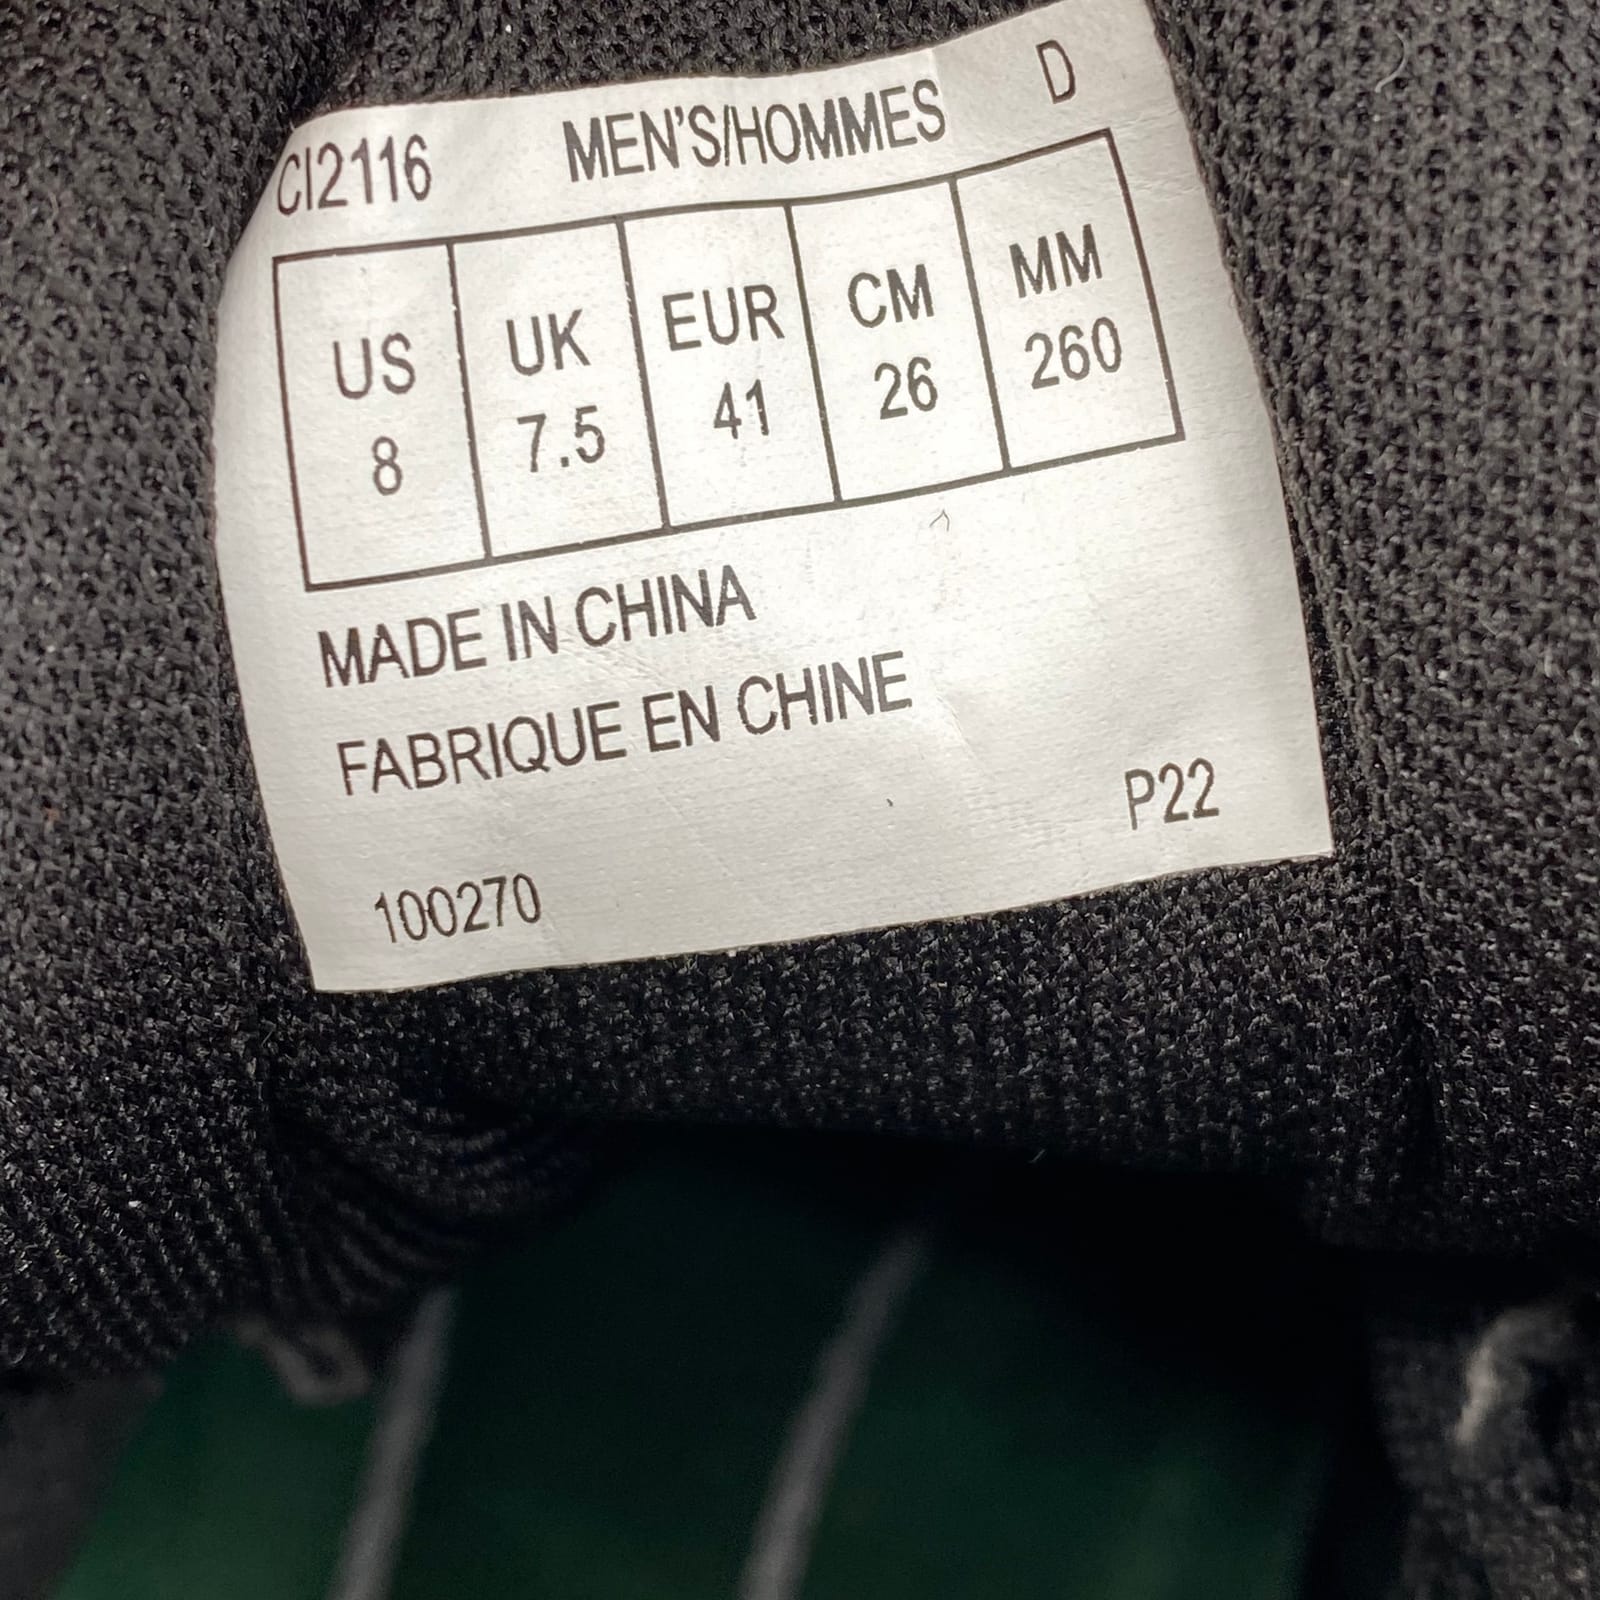 CI2116 MEN'S/HOMMES D
US UK EUR CM MM
8 7.5 41 26 260
MADE IN CHINA
FABRIQUE EN CHINE
P22
100270